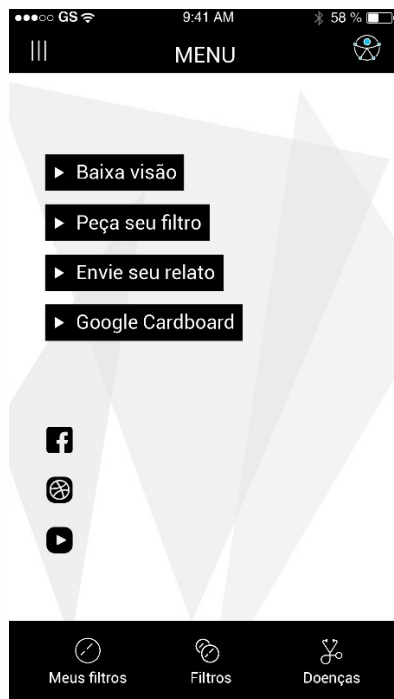 GS 9:41 AM 58 %
MENU
Baixa visão
Peça seu filtro
Envie seu relato
Google Cardboard
Meus filtros Filtros Doenças